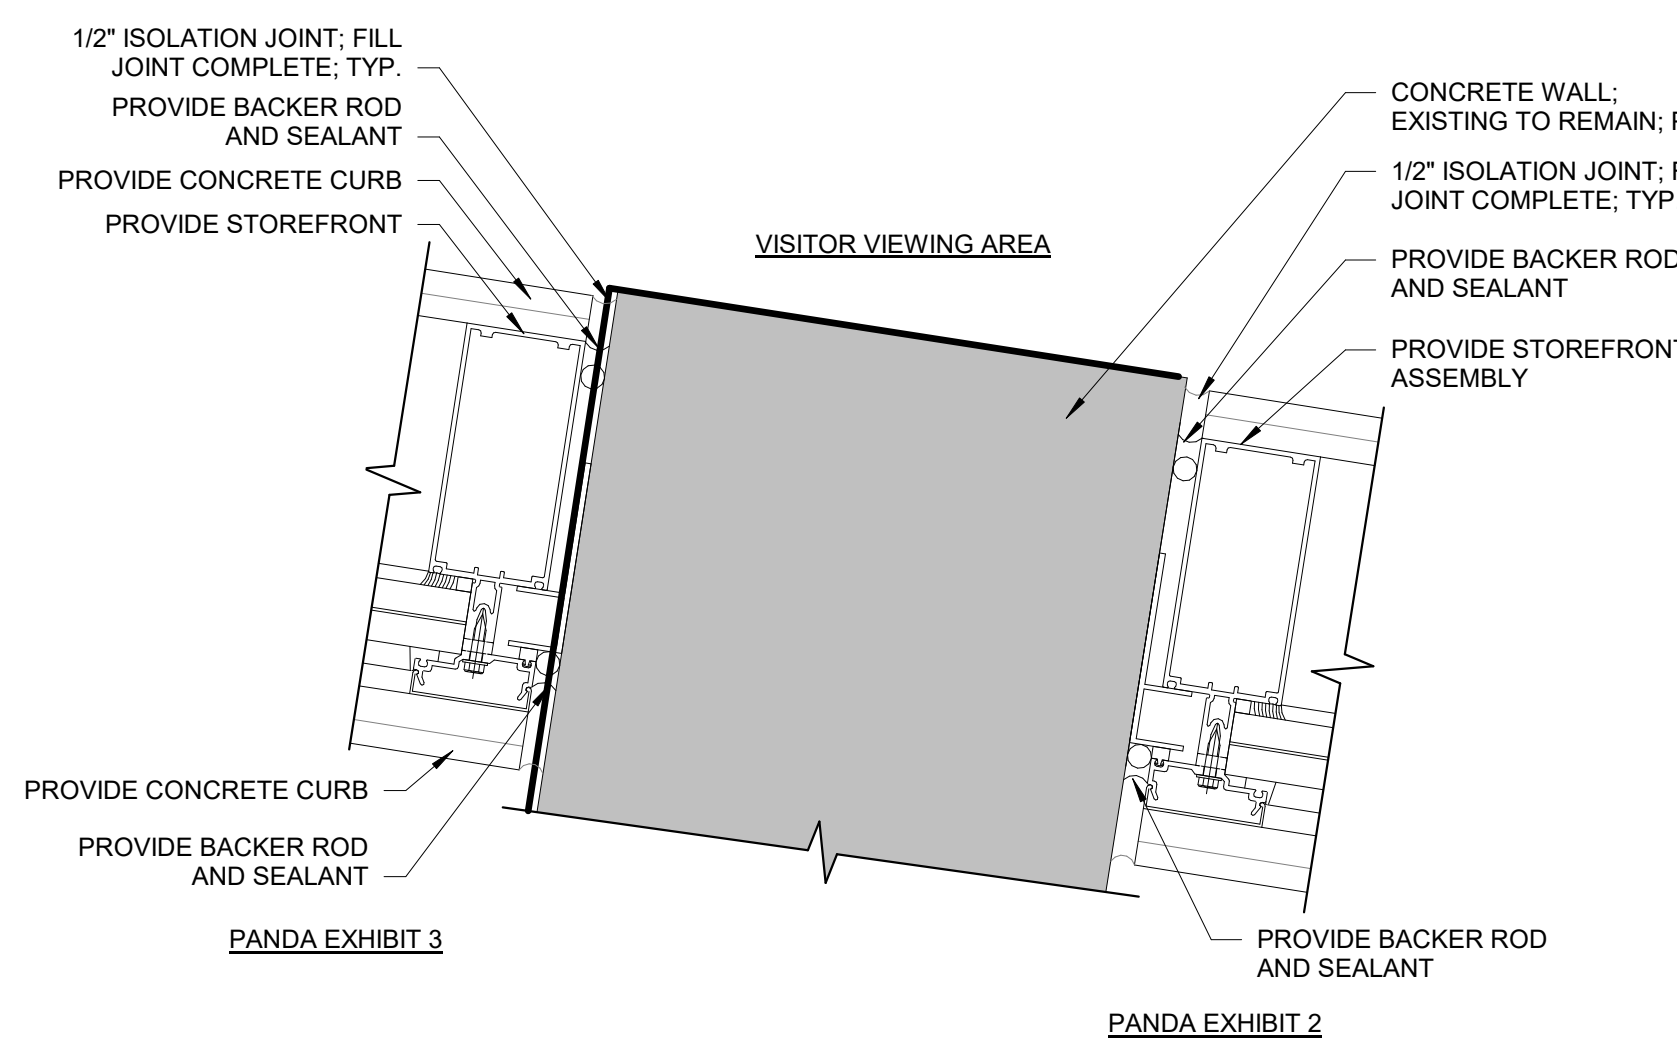 1/2" ISOLATION JOINT; FILL
JOINT COMPLETE; TYP.
PROVIDE BACKER ROD
AND SEALANT
PROVIDE CONCRETE CURB
PROVIDE STOREFRONT
VISITOR VIEWING AREA
CONCRETE WALL;
EXISTING TO REMAIN;
1/2" ISOLATION JOINT;
JOINT COMPLETE; TYP
PROVIDE BACKER ROD
AND SEALANT
PROVIDE STOREFRONT
ASSEMBLY
PROVIDE CONCRETE CURB
PROVIDE BACKER ROD
AND SEALANT
PANDA EXHIBIT 3
PROVIDE BACKER ROD
AND SEALANT
PANDA EXHIBIT 2